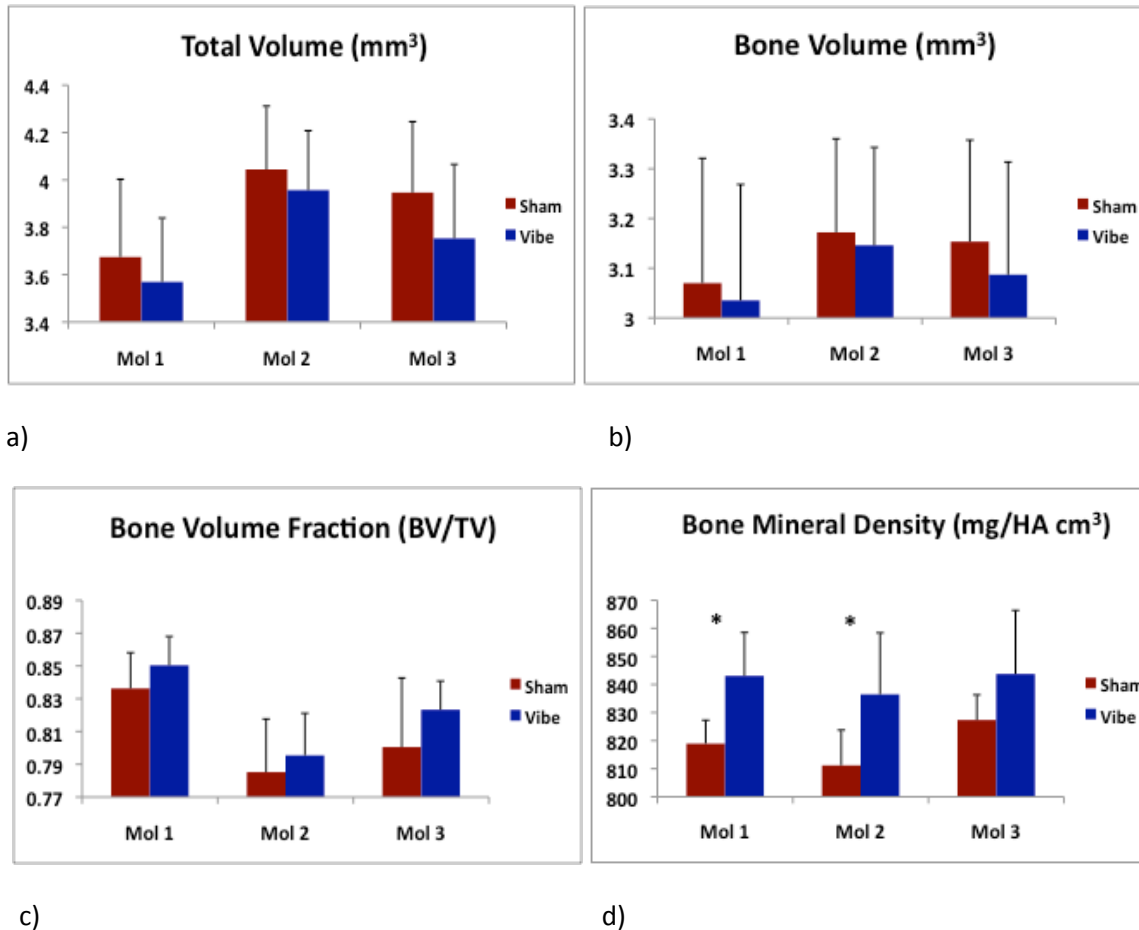 Total Volume (mm³)
4.4
4.2
4
3.8
3.6
3.4
Mol 1 Mol 2 Mol 3
Sham
Vibe
a)
Bone Volume (mm³)
3.4
3.3
3.2
3.1
3
Mol 1 Mol 2 Mol 3
Sham
Vibe
b)
Bone Volume Fraction (BV/TV)
0.89
0.87
0.85
0.83
0.81
0.79
0.77
Mol 1 Mol 2 Mol 3
Sham
Vibe
c)
Bone Mineral Density (mg/HA cm³)
870
860
850
840
830
820
810
800
* *
Mol 1 Mol 2 Mol 3
Sham
Vibe
d)